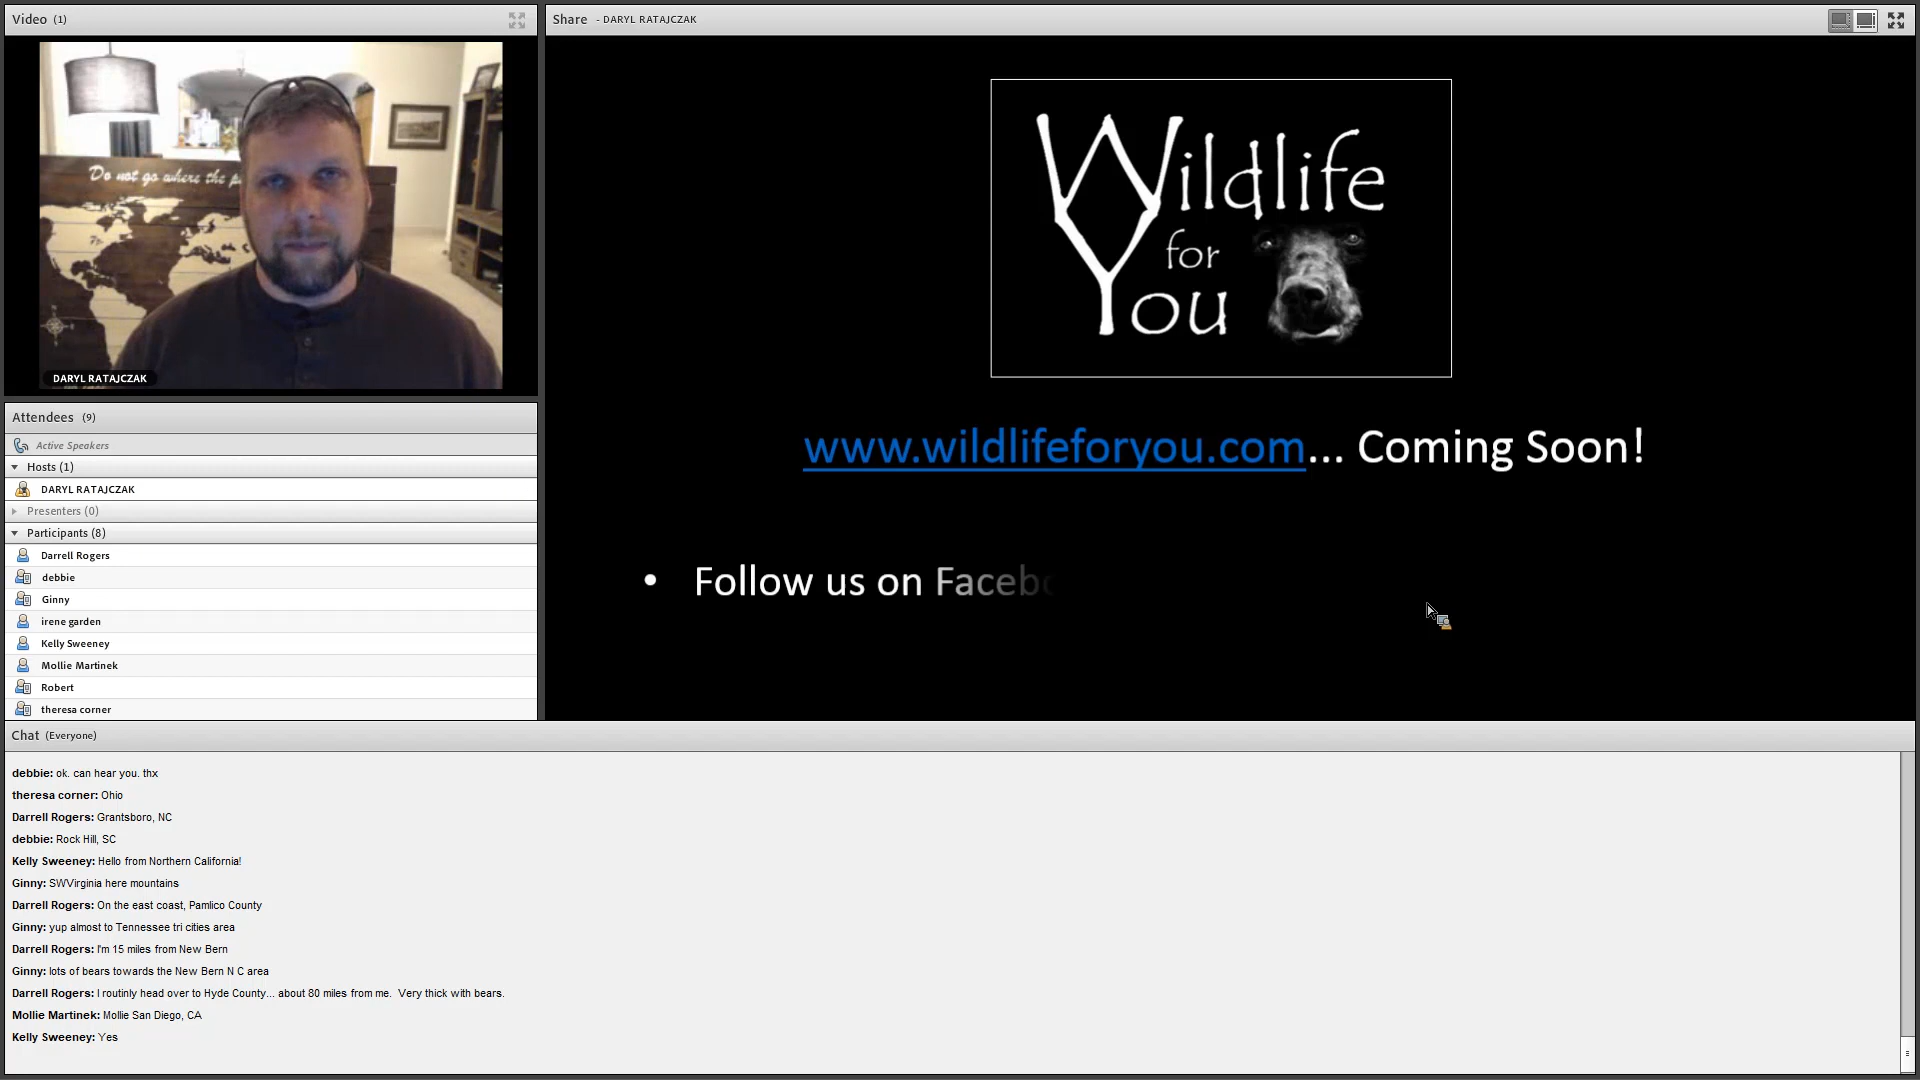 Video (1)
Do not go where the
DARYL RATAJCZAK
Attendees (9)
Active Speakers
Hosts (1)
DARYL RATAJCZAK
Presenters (0)
Participants (8)
Darrell Rogers
debbie
Ginny
irene garden
Kelly Sweeney
Mollie Martinek
Robert
theresa corner
Share - DARYL RATAJCZAK
Wildlife
for
You
www.wildlifeforyou.com... Coming Soon!
• Follow us on Facebo
Chat (Everyone)
debbie: ok. can hear you. thx
theresa corner: Ohio
Darrell Rogers: Grantsboro, NC
debbie: Rock Hill, SC
Kelly Sweeney: Hello from Northern California!
Ginny: SWVirginia here mountains
Darrell Rogers: On the east coast, Pamlico County
Ginny: yup almost to Tennessee tri cities area
Darrell Rogers: I'm 15 miles from New Bern
Ginny: lots of bears towards the New Bern N C area
Darrell Rogers: I routinly head over to Hyde County... about 80 miles from me.  Very thick with bears.
Mollie Martinek: Mollie San Diego, CA
Kelly Sweeney: Yes